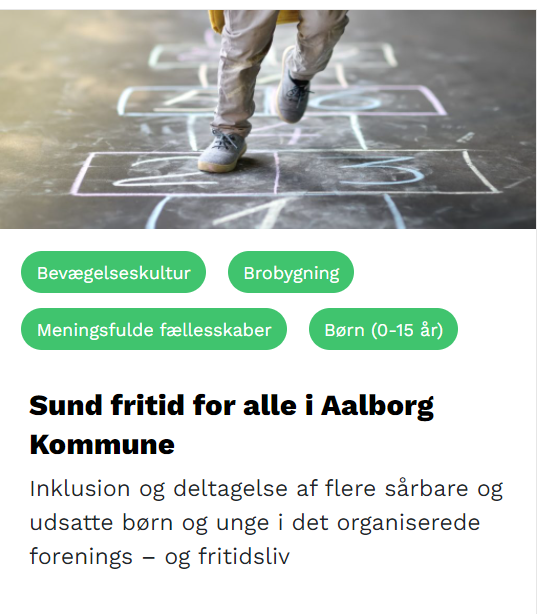 Bevægelseskultur
Brobygning
Meningsfulde fællesskaber
Børn (0-15 år)
Sund fritid for alle i Aalborg
Kommune
Inklusion og deltagelse af flere sårbare og
udsatte børn og unge i det organiserede
forenings – og fritidsliv